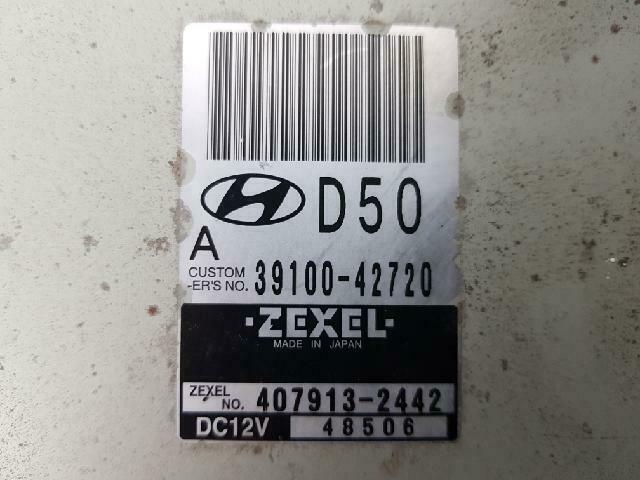 D50
A
CUSTOM
-ER'S NO. 39100-42720
·ZEXEL·
MADE IN JAPAN
ZEXEL
NO. 407913-2442
DC12V 48506